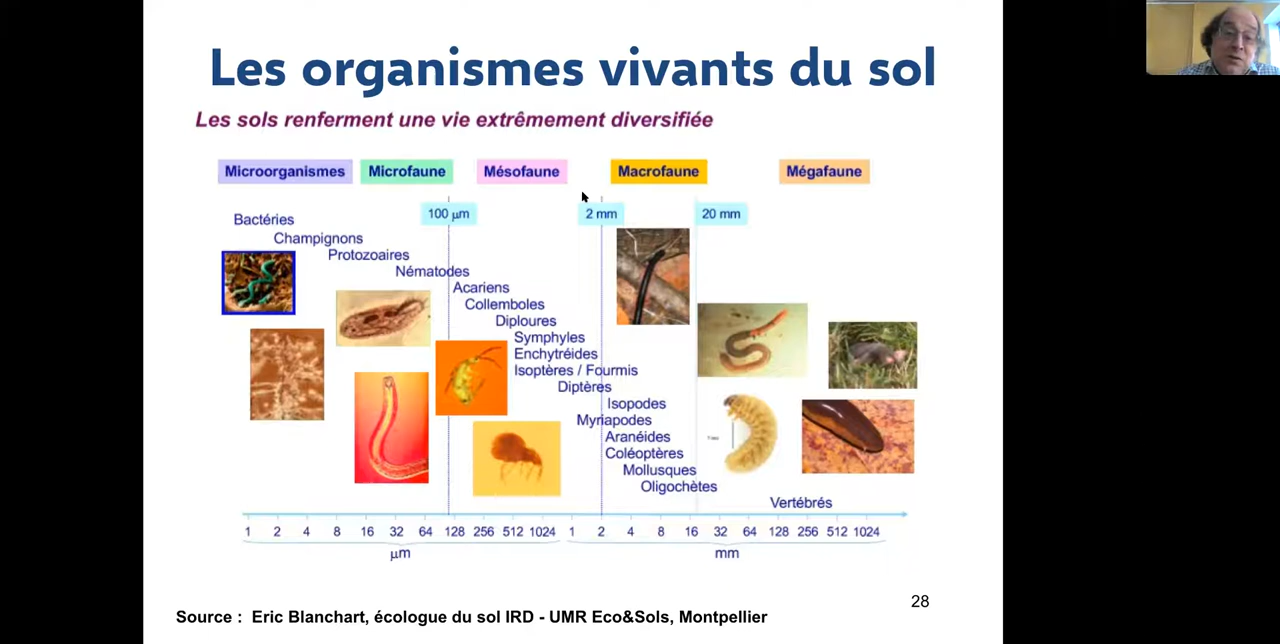 Les organismes vivants du sol
Les sols renferment une vie extrêmement diversifiée
Microorganismes Microfaune Mésofaune Macrofaune Mégafaune
100 µm 2 mm 20 mm
Bactéries
Champignons
Protozoaires
Nématodes
Acariens
Collemboles
Diploures
Symphyles
Enchytréides
Isoptères / Fourmis
Diptères
Isopodes
Myriapodes
Aranéides
Coléoptères
Mollusques
Oligochètes
Vertébrés
1 2 4 8 16 32 64 128 256 512 1024 1 2 4 8 16 32 64 128 256 512 1024
µm mm
28
Source : Eric Blanchart, écologue du sol IRD - UMR Eco&Sols, Montpellier